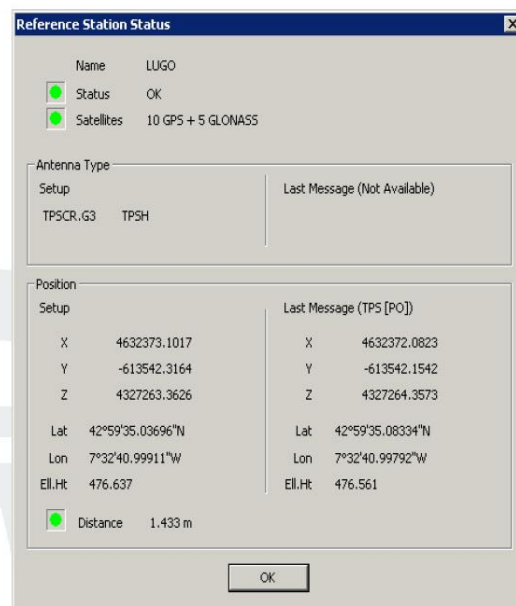 Reference Station Status
Name LUGO
Status OK
Satellites 10 GPS + 5 GLONASS
Antenna Type
Setup
TPSCR.G3 TPSH
Last Message (Not Available)
Position
Setup
X 4632373.1017
Y -613542.3164
Z 4327263.3626
Lat 42°59'35.03696"N
Lon 7°32'40.99911"W
Ell.Ht 476.637
Distance 1.433 m
Last Message (TPS [PO])
X 4632372.0823
Y -613542.1542
Z 4327264.3573
Lat 42°59'35.08334"N
Lon 7°32'40.99792"W
Ell.Ht 476.561
OK